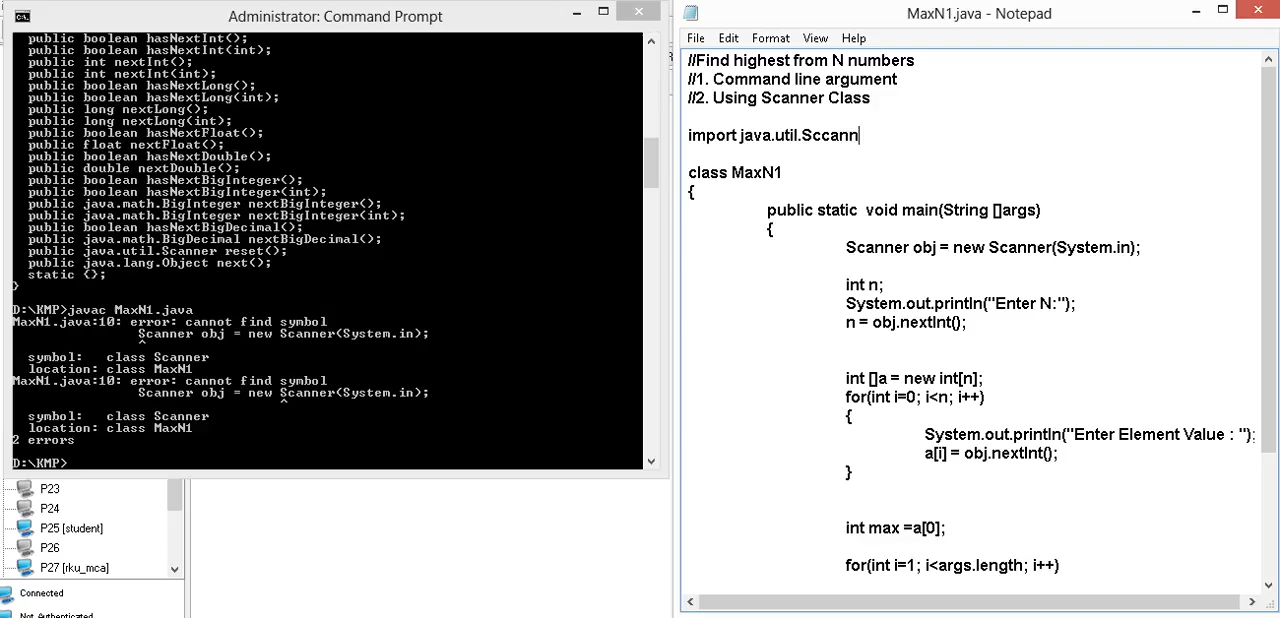 Administrator: Command Prompt
public boolean hasNextInt();
public boolean hasNextInt(int);
public int nextInt();
public int nextInt(int);
public boolean hasNextLong();
public boolean hasNextLong(int);
public long nextLong();
public long nextLong(int);
public boolean hasNextFloat();
public float nextFloat();
public boolean hasNextDouble();
public double nextDouble();
public boolean hasNextBigInteger();
public boolean hasNextBigInteger(int);
public java.math.BigInteger nextBigInteger();
public java.math.BigInteger nextBigInteger(int);
public boolean hasNextBigDecimal();
public java.math.BigDecimal nextBigDecimal();
public java.util.Scanner reset();
public java.lang.Object next();
static {};
}
D:\KMP>javac MaxN1.java
MaxN1.java:10: error: cannot find symbol
Scanner obj = new Scanner(System.in);
^
symbol:   class Scanner
location: class MaxN1
MaxN1.java:10: error: cannot find symbol
Scanner obj = new Scanner(System.in);
^
symbol:   class Scanner
location: class MaxN1
2 errors
D:\KMP>
P23
P24
P25 [student]
P26
P27 [rku_mca]
Connected
Not Authenticated
MaxN1.java - Notepad
File Edit Format View Help
//Find highest from N numbers
//1. Command line argument
//2. Using Scanner Class
import java.util.Sccann
class MaxN1
{
public static  void main(String []args)
{
Scanner obj = new Scanner(System.in);
int n;
System.out.println("Enter N:");
n = obj.nextInt();
int []a = new int[n];
for(int i=0; i<n; i++)
{
System.out.println("Enter Element Value : ");
a[i] = obj.nextInt();
}
int max =a[0];
for(int i=1; i<args.length; i++)